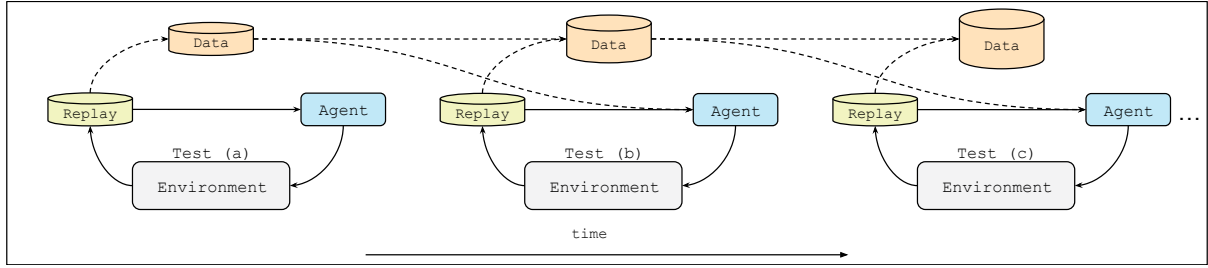 Data
Data
Data
Replay
Agent
Replay
Agent
Replay
Agent
...
Test (a)
Environment
Test (b)
Environment
Test (c)
Environment
time